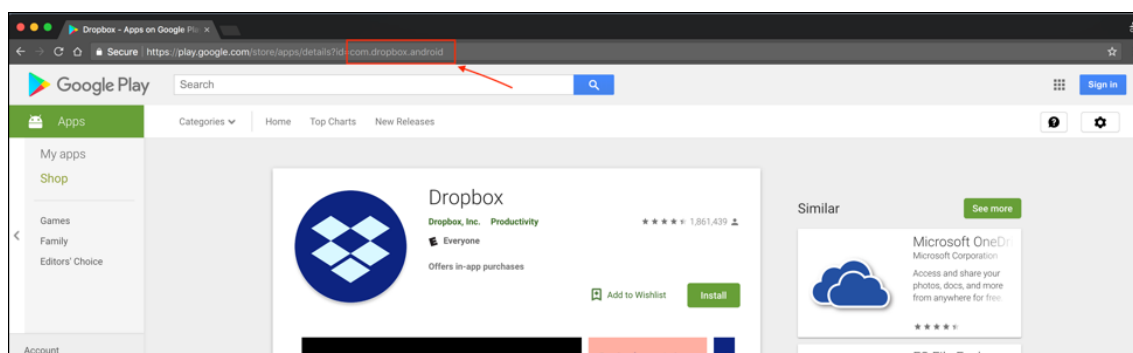 Dropbox - Apps on Google Pla
Secure https://play.google.com/store/apps/details?id=com.dropbox.android
Google Play
Search
Sign in
Apps
Categories
Home
Top Charts
New Releases
My apps
Shop
Games
Family
Editors' Choice
Account
Dropbox
Dropbox, Inc. Productivity
1,861,439
Everyone
Offers in-app purchases
Add to Wishlist
Install
Similar
See more
Microsoft OneDri
Microsoft Corporation
Access and share your
photos, docs, and more
from anywhere for free.